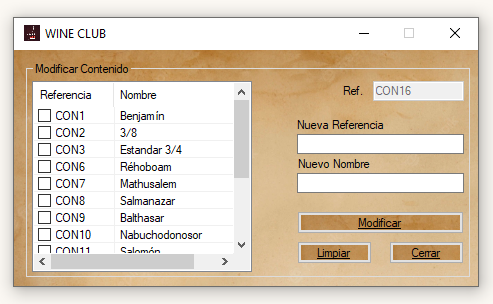 WINE CLUB
Modificar Contenido
Referencia Nombre
CON1 Benjamín
CON2 3/8
CON3 Estandar 3/4
CON6 Réhoboam
CON7 Mathusalem
CON8 Salmanazar
CON9 Balthasar
CON10 Nabuchodonosor
CON11 Salomón
Ref. CON16
Nueva Referencia
Nuevo Nombre
Modificar
Limpiar Cerrar